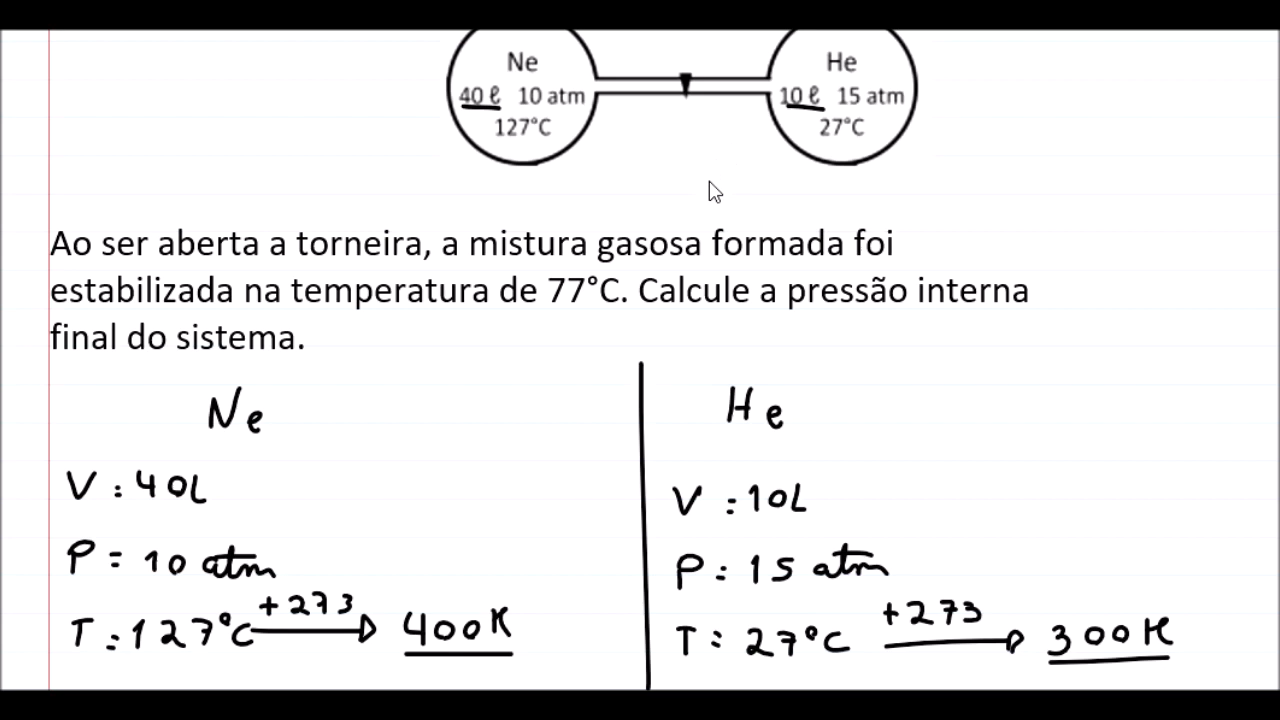 Ne He
40 ℓ 10 atm 10 ℓ 15 atm
127°C 27°C
Ao ser aberta a torneira, a mistura gasosa formada foi
estabilizada na temperatura de 77°C. Calcule a pressão interna
final do sistema.
Ne
V : 40L
P = 10 atm
T : 127°C +273 → 400K
He
V : 10L
P : 15 atm
T : 27°C +273 → 300K